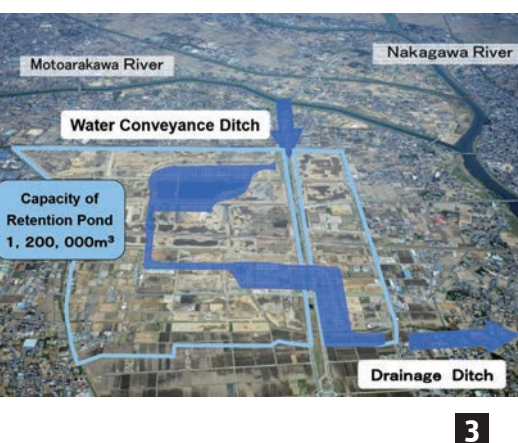 Nakagawa River
Motoarakawa River
Water Conveyance Ditch
Capacity of
Retention Pond
1, 200, 000m³
Drainage Ditch
3